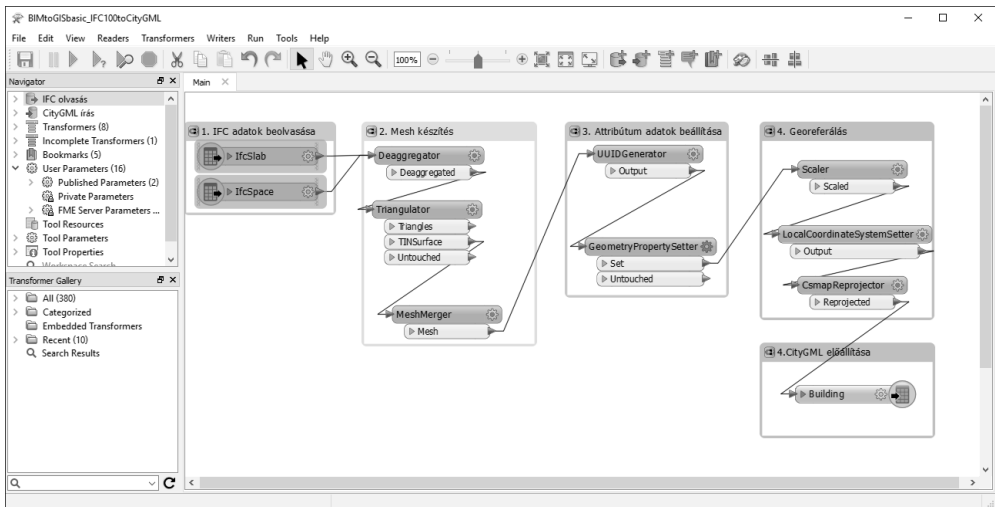 BIMtoGISbasic_IFC100toCityGML
File Edit View Readers Transformers Writers Run Tools Help
100%
Navigator
Main
IFC olvasás
CityGML írás
Transformers (8)
Incomplete Transformers (1)
Bookmarks (5)
User Parameters (16)
Published Parameters (2)
Private Parameters
FME Server Parameters ...
Tool Resources
Tool Parameters
Tool Properties
Workspace Search
Transformer Gallery
All (380)
Categorized
Embedded Transformers
Recent (10)
Search Results
1. IFC adatok beolvasása
IfcSlab
IfcSpace
2. Mesh készítés
Deaggregator
Deaggregated
Triangulator
Triangles
TINSurface
Untouched
MeshMerger
Mesh
3. Attribútum adatok beállítása
UUIDGenerator
Output
GeometryPropertySetter
Set
Untouched
4. Georeferálás
Scaler
Scaled
LocalCoordinateSystemSetter
Output
CsmapReprojector
Reprojected
4.CityGML előállítása
Building